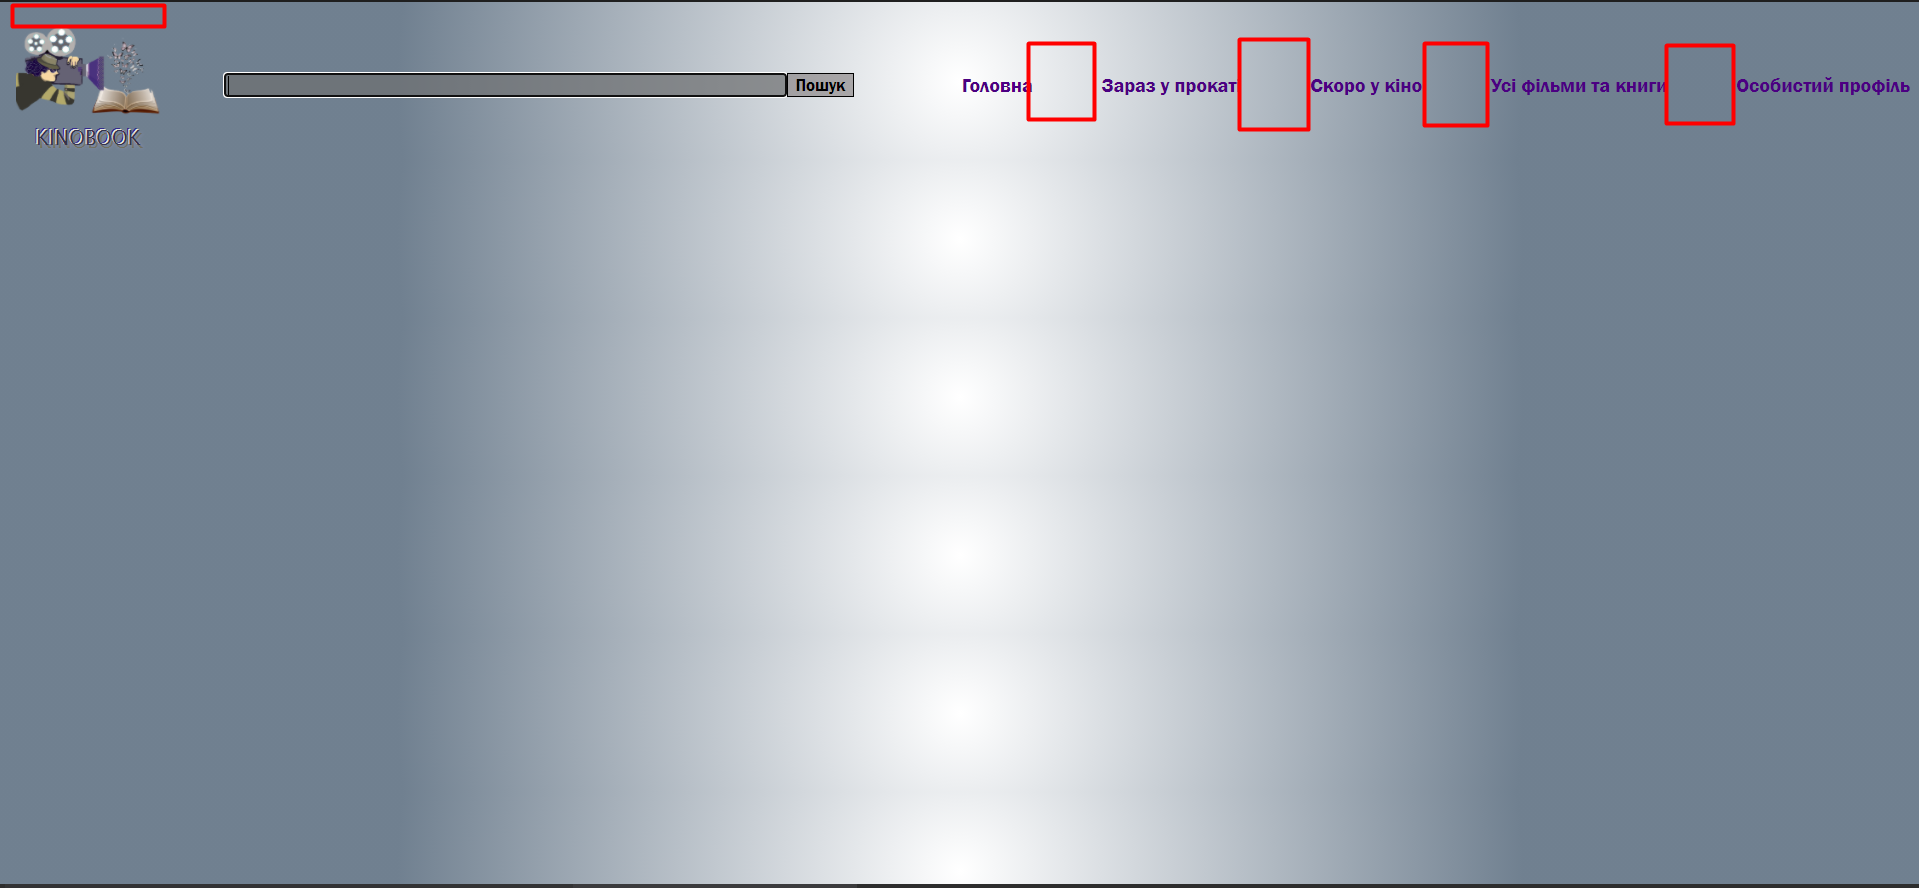 Пошук
Головна Зараз у прокат Скоро у кіно Усі фільми та книги Особистий профіль
KINOBOOK